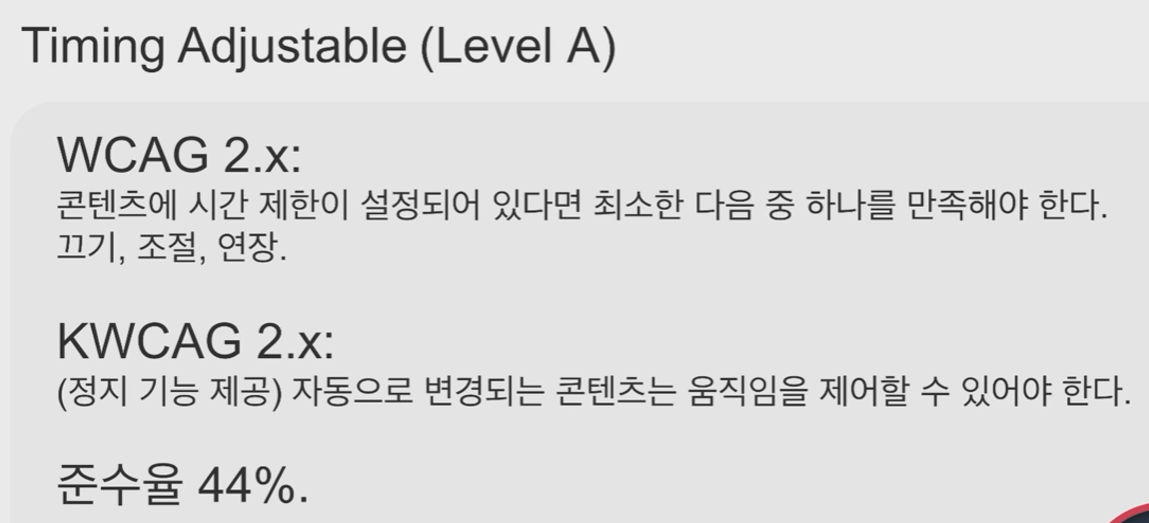 Timing Adjustable (Level A)
WCAG 2.x:
콘텐츠에 시간 제한이 설정되어 있다면 최소한 다음 중 하나를 만족해야 한다.
끄기, 조절, 연장.
KWCAG 2.x:
(정지 기능 제공) 자동으로 변경되는 콘텐츠는 움직임을 제어할 수 있어야 한다.
준수율 44%.